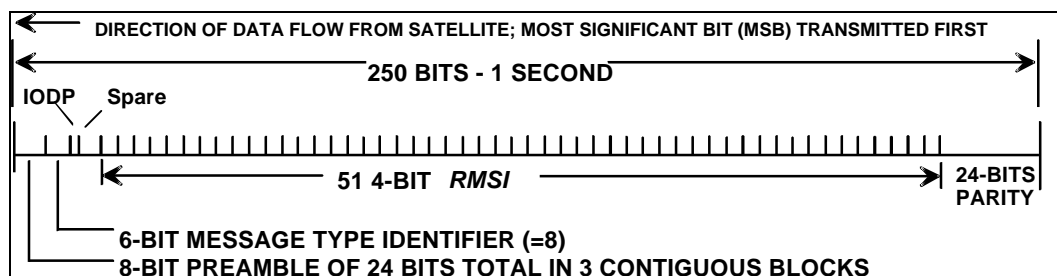 DIRECTION OF DATA FLOW FROM SATELLITE; MOST SIGNIFICANT BIT (MSB) TRANSMITTED FIRST
250 BITS - 1 SECOND
IODP Spare
51 4-BIT RMSI
24-BITS
PARITY
6-BIT MESSAGE TYPE IDENTIFIER (=8)
8-BIT PREAMBLE OF 24 BITS TOTAL IN 3 CONTIGUOUS BLOCKS